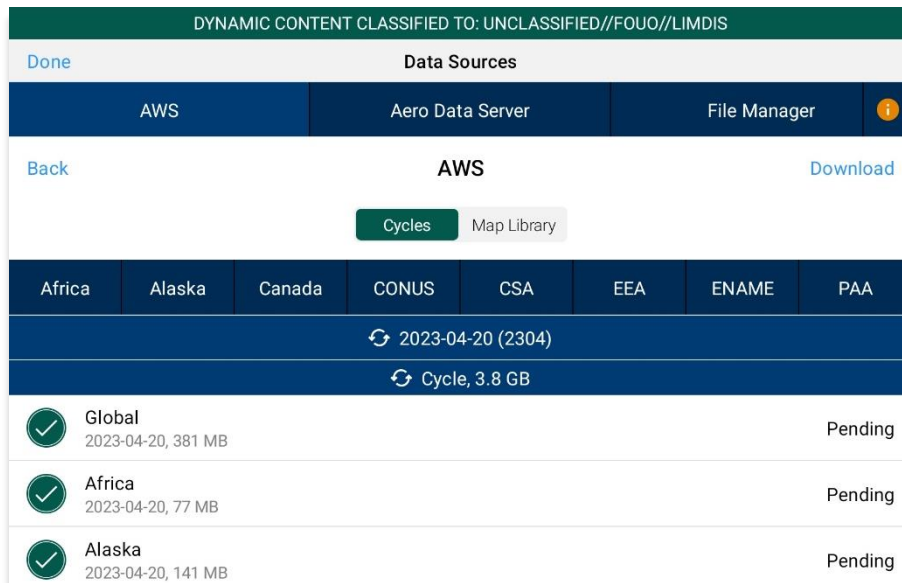 DYNAMIC CONTENT CLASSIFIED TO: UNCLASSIFIED//FOUO//LIMDIS
Done Data Sources
AWS Aero Data Server File Manager i
Back AWS Download
Cycles Map Library
Africa Alaska Canada CONUS CSA EEA ENAME PAA
2023-04-20 (2304)
Cycle, 3.8 GB
Global
2023-04-20, 381 MB
Pending
Africa
2023-04-20, 77 MB
Pending
Alaska
2023-04-20, 141 MB
Pending